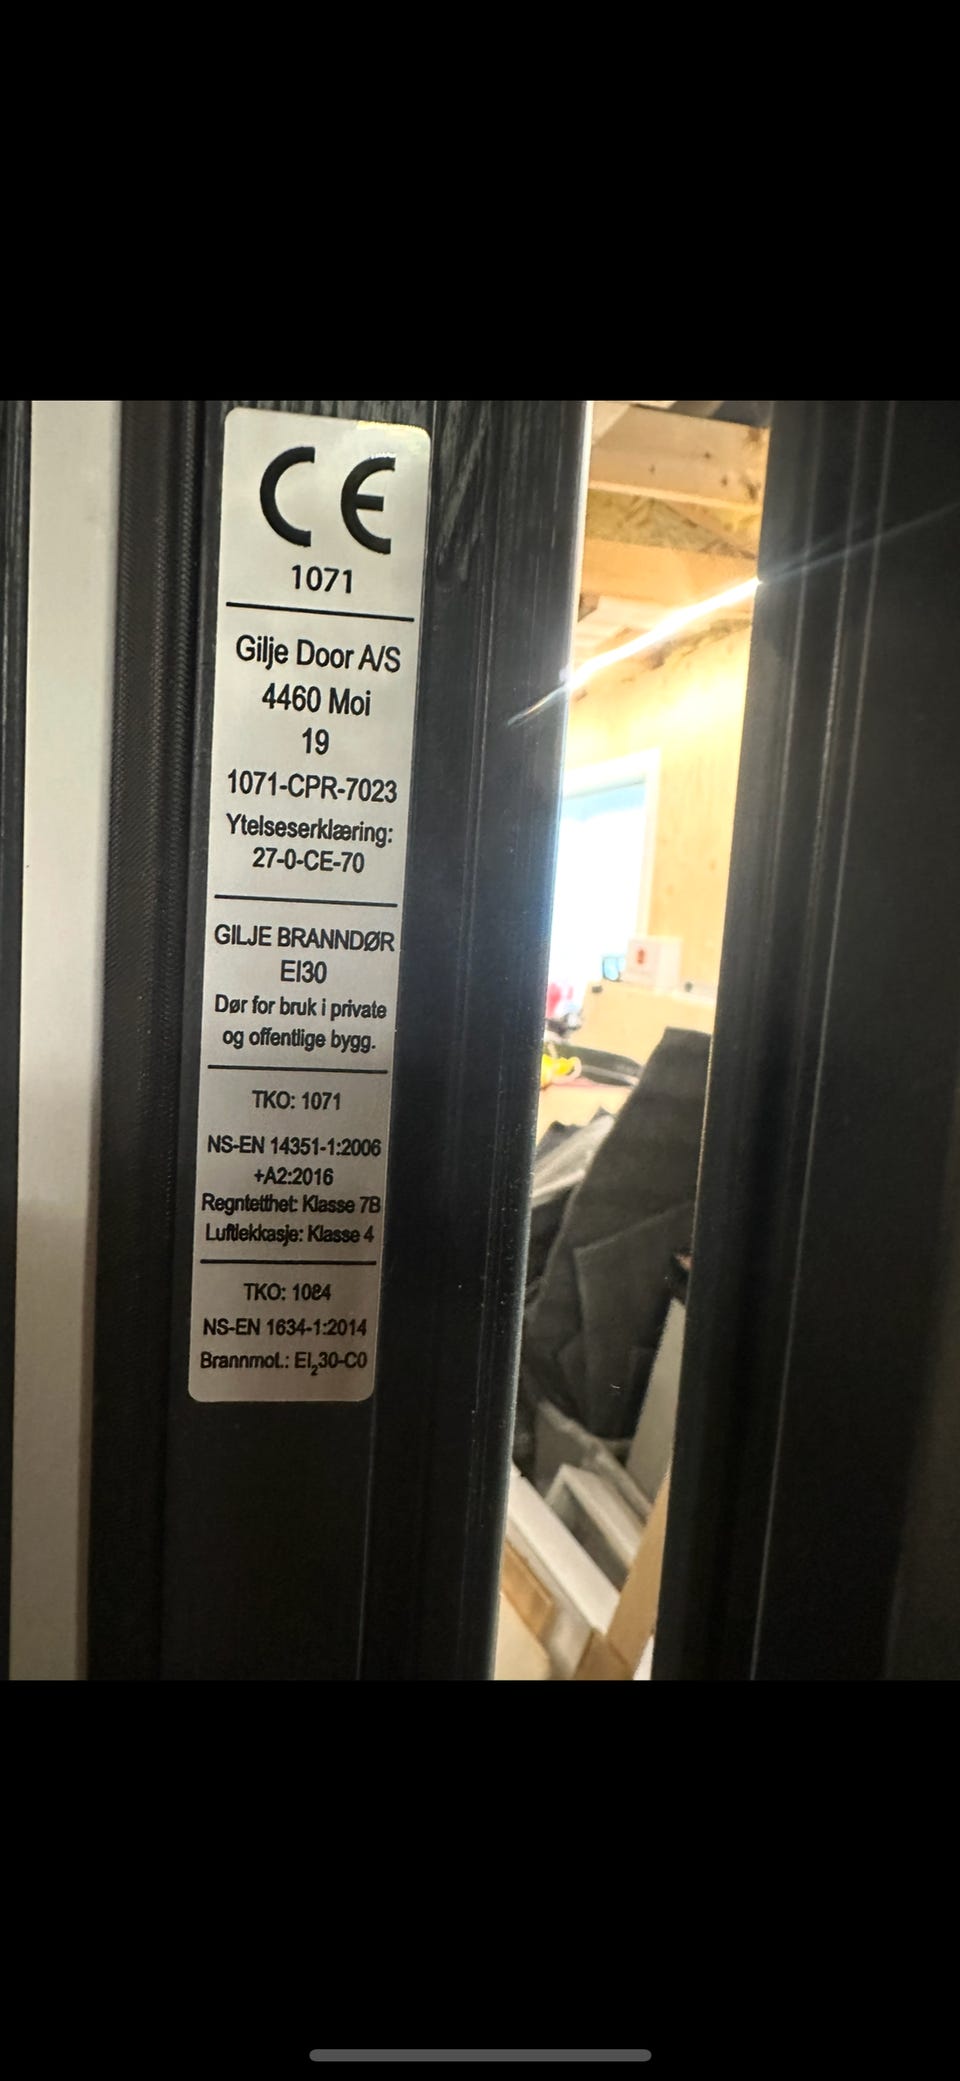 CE
1071
Gilje Door A/S
4460 Moi
19
1071-CPR-7023
Ytelseserklæring:
27-0-CE-70
GILJE BRANNDØR
EI30
Dør for bruk i private
og offentlige bygg.
TKO: 1071
NS-EN 14351-1:2006
+A2:2016
Regntetthet: Klasse 7B
Luftlekkasje: Klasse 4
TKO: 1084
NS-EN 1634-1:2014
Brannmot.: EI₂30-C0